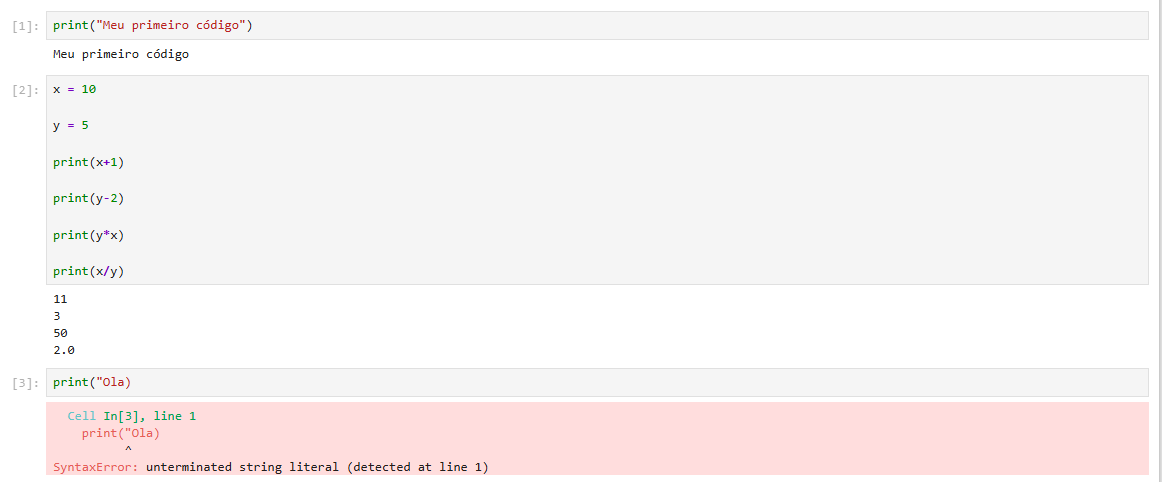 [1]: print("Meu primeiro código")
Meu primeiro código
[2]: x = 10
y = 5
print(x+1)
print(y-2)
print(y*x)
print(x/y)
11
3
50
2.0
[3]: print("Ola)
Cell In[3], line 1
print("Ola)
^
SyntaxError: unterminated string literal (detected at line 1)